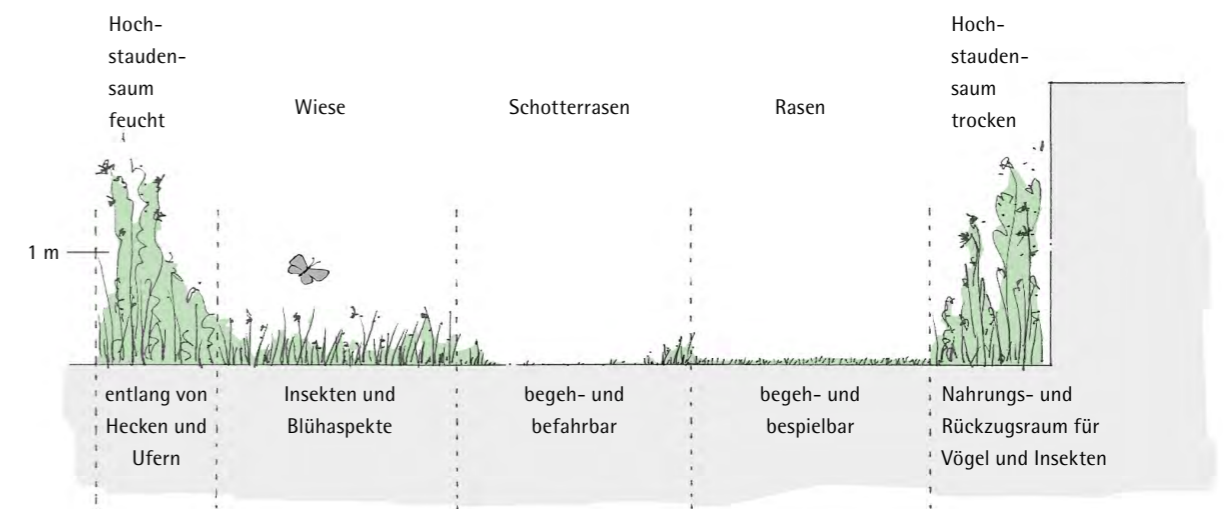 Hoch-
stauden-
saum
feucht
Wiese
Schotterrasen
Rasen
Hoch-
stauden-
saum
trocken
1 m
entlang von
Hecken und
Ufern
Insekten und
Blühaspekte
begeh- und
befahrbar
begeh- und
bespielbar
Nahrungs- und
Rückzugsraum für
Vögel und Insekten